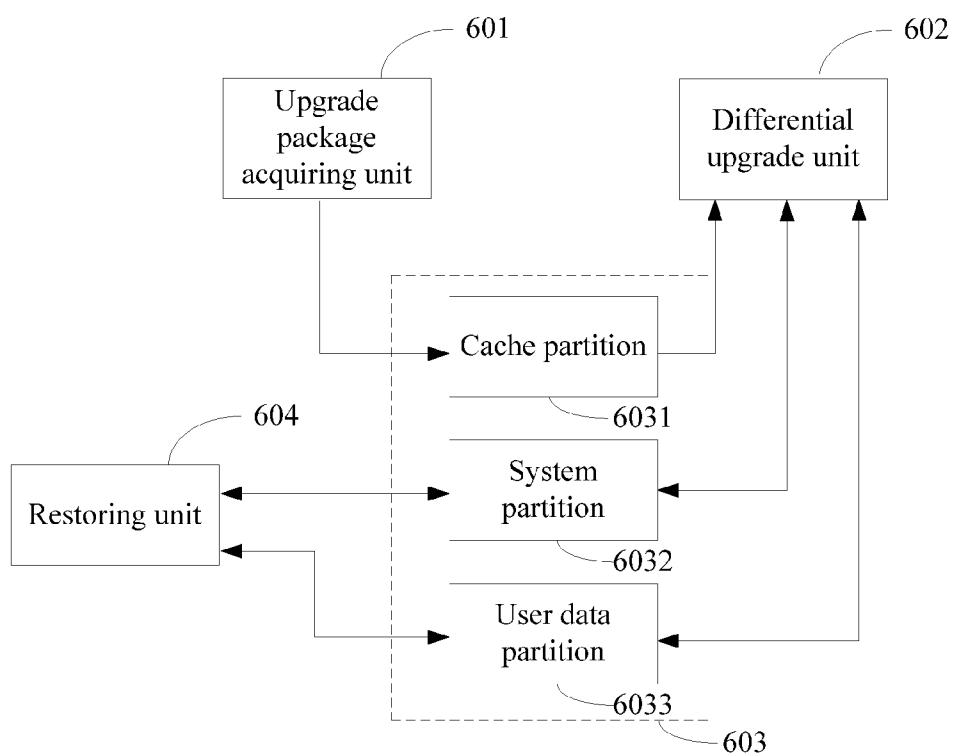 601
602
Upgrade
package
acquiring unit
Differential
upgrade unit
Cache partition
6031
604
System
partition
Restoring unit
6032
User data
partition
6033
603